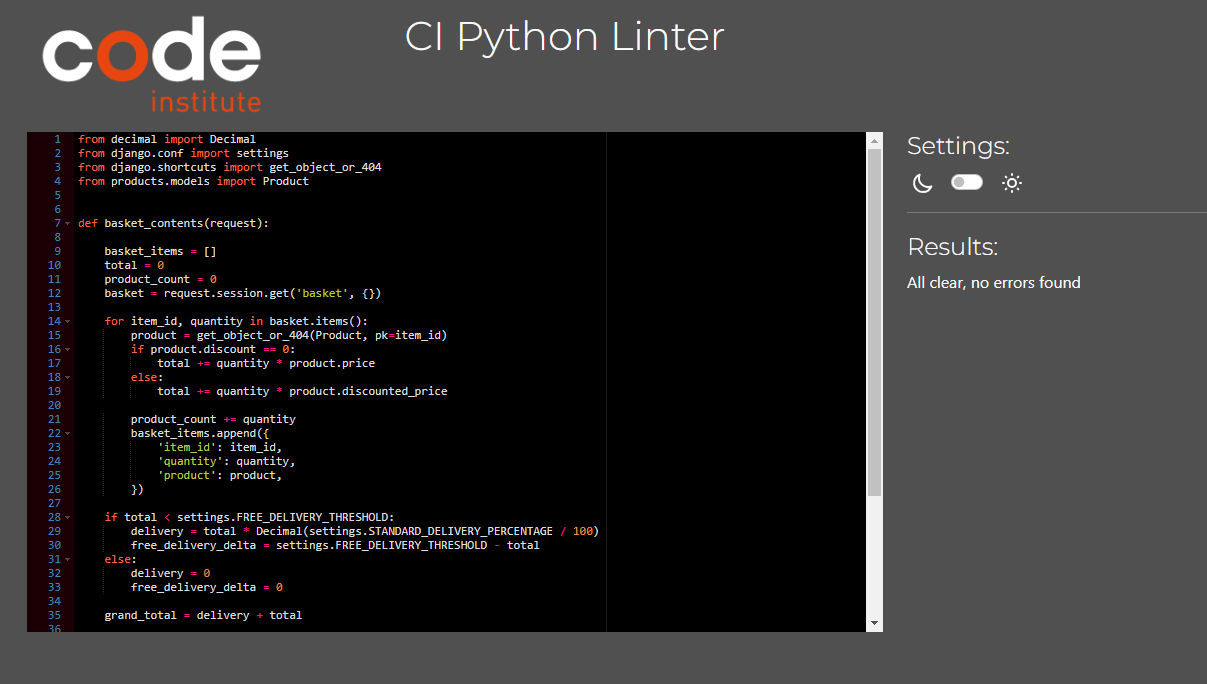 code
institute
CI Python Linter
1 from decimal import Decimal
2 from django.conf import settings
3 from django.shortcuts import get_object_or_404
4 from products.models import Product
5
6
7 def basket_contents(request):
8
9     basket_items = []
10     total = 0
11     product_count = 0
12     basket = request.session.get('basket', {})
13
14     for item_id, quantity in basket.items():
15         product = get_object_or_404(Product, pk=item_id)
16         if product.discount == 0:
17             total += quantity * product.price
18         else:
19             total += quantity * product.discounted_price
20
21         product_count += quantity
22         basket_items.append({
23             'item_id': item_id,
24             'quantity': quantity,
25             'product': product,
26         })
27
28     if total < settings.FREE_DELIVERY_THRESHOLD:
29         delivery = total * Decimal(settings.STANDARD_DELIVERY_PERCENTAGE / 100)
30         free_delivery_delta = settings.FREE_DELIVERY_THRESHOLD - total
31     else:
32         delivery = 0
33         free_delivery_delta = 0
34
35     grand_total = delivery + total
36
Settings:
Results:
All clear, no errors found